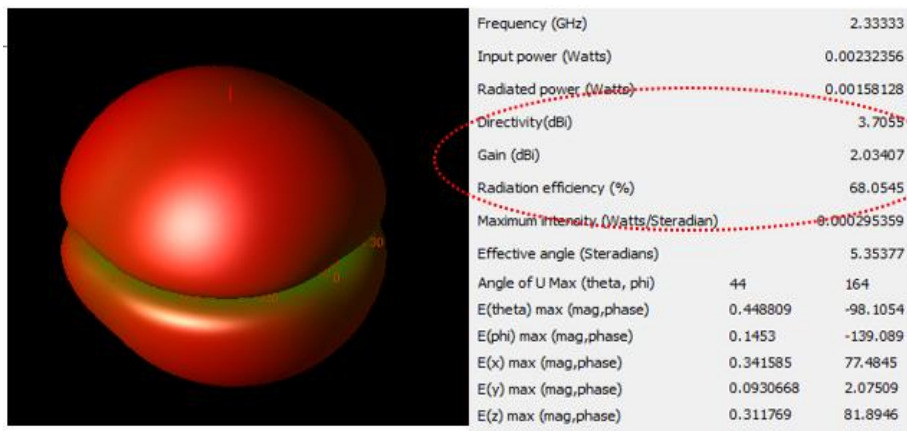 Frequency (GHz) 2.33333
Input power (Watts) 0.00232356
Radiated power (Watts) 0.00158128
Directivity(dBi) 3.7055
Gain (dBi) 2.03407
Radiation efficiency (%) 68.0545
Maximum intensity (Watts/Steradian) 0.000295359
Effective angle (Steradians) 5.35377
Angle of U Max (theta, phi) 44 164
E(theta) max (mag,phase) 0.448809 -98.1054
E(phi) max (mag,phase) 0.1453 -139.089
E(x) max (mag,phase) 0.341585 77.4845
E(y) max (mag,phase) 0.0930668 2.07509
E(z) max (mag,phase) 0.311769 81.8946
30
0